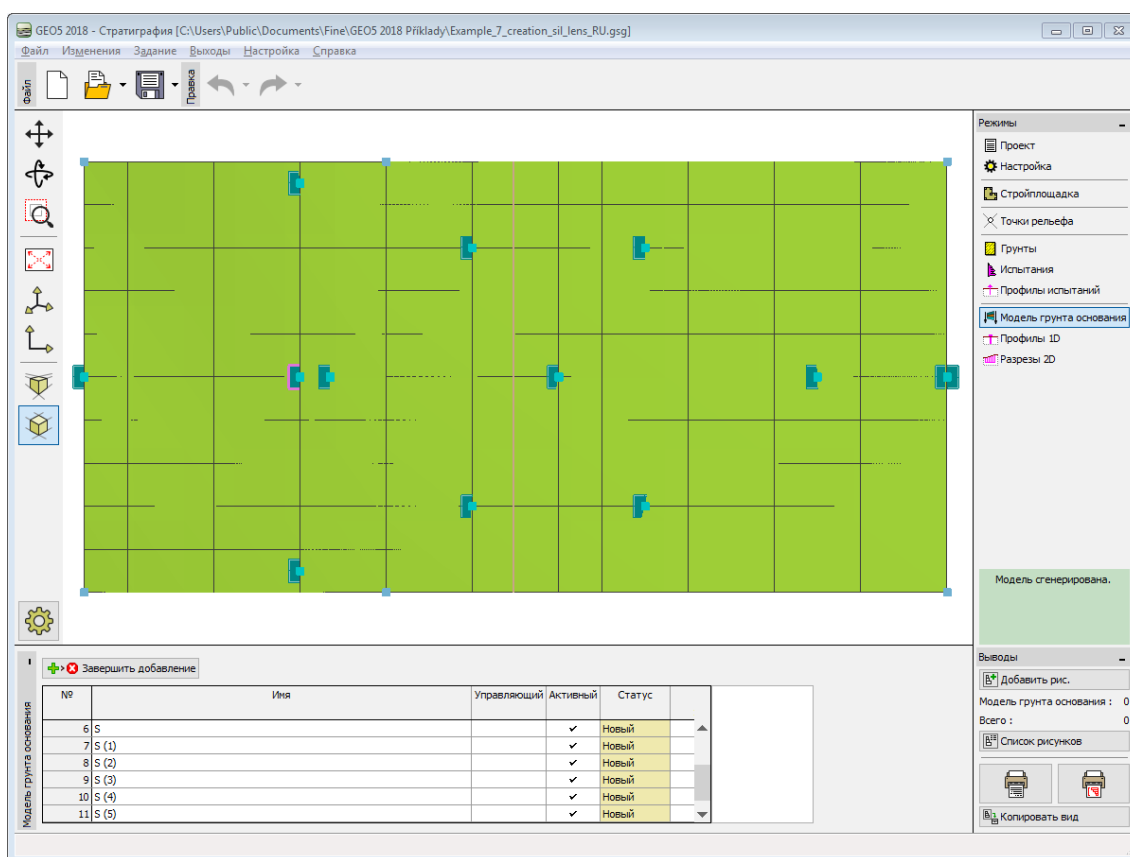 GEO5 2018 - Стратиграфия [C:\Users\Public\Documents\Fine\GEO5 2018 Příklady\Example_7_creation_sil_lens_RU.gsg]
Файл Изменения Задание Выходы Настройка Справка
Файл
Правка
Режимы
Проект
Настройка
Стройплощадка
Точки рельефа
Грунты
Испытания
Профилы испытаний
Модель грунта основания
Профилы 1D
Разрезы 2D
Модель сгенерирована.
Выводы
Добавить рис.
Модель грунта основания : 0
Всего : 0
Список рисунков
Копировать вид
Модель грунта основания
Завершить добавление
№ Имя Управляющий Активный Статус
6 S Новый
7 S (1) Новый
8 S (2) Новый
9 S (3) Новый
10 S (4) Новый
11 S (5) Новый